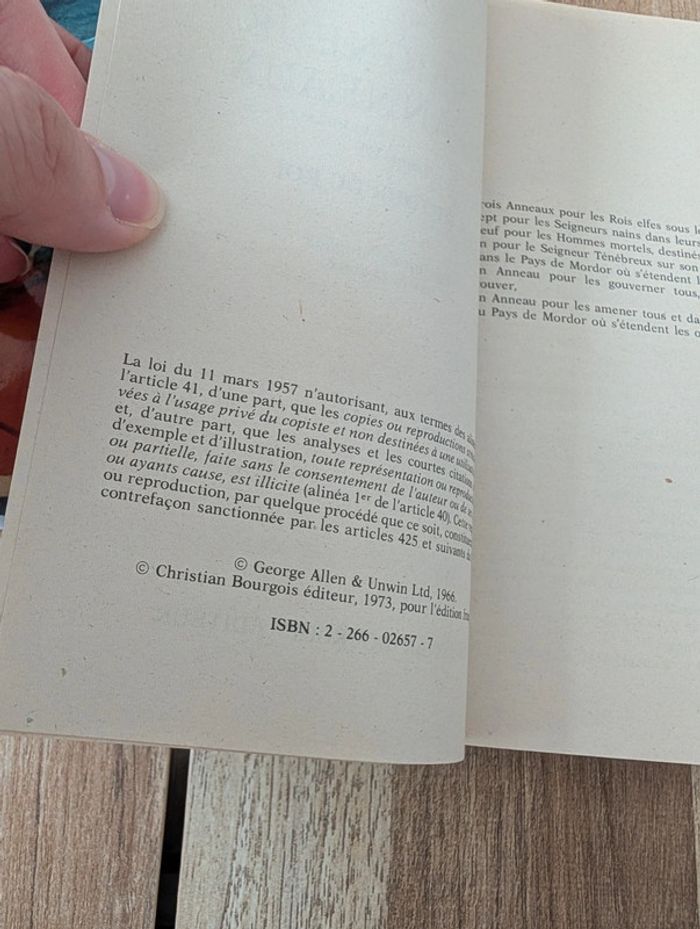 La loi du 11 mars 1957 n'autorisant, aux termes des
l'article 41, d'une part, que les copies ou reproductions
vées à l'usage privé du copiste et non destinées à une
et, d'autre part, que les analyses et les courtes
d'exemple et d'illustration, toute représentation ou
ou partielle, faite sans le consentement de l'auteur ou de
ou ayants cause, est illicite (alinéa 1er de l'article 40). Cette
ou reproduction, par quelque procédé que ce soit,
contrefaçon sanctionnée par les articles 425 et suivants
© George Allen & Unwin Ltd, 1966.
© Christian Bourgois éditeur, 1973, pour l'édition
ISBN : 2 - 266 - 02657 - 7
Anneaux pour les Rois elfes sous
pour les Seigneurs nains dans leurs
pour les Hommes mortels, destinés
pour le Seigneur Ténébreux sur son
le Pays de Mordor où s'étendent
Anneau pour les gouverner tous,
Anneau pour les amener tous et
Pays de Mordor où s'étendent les